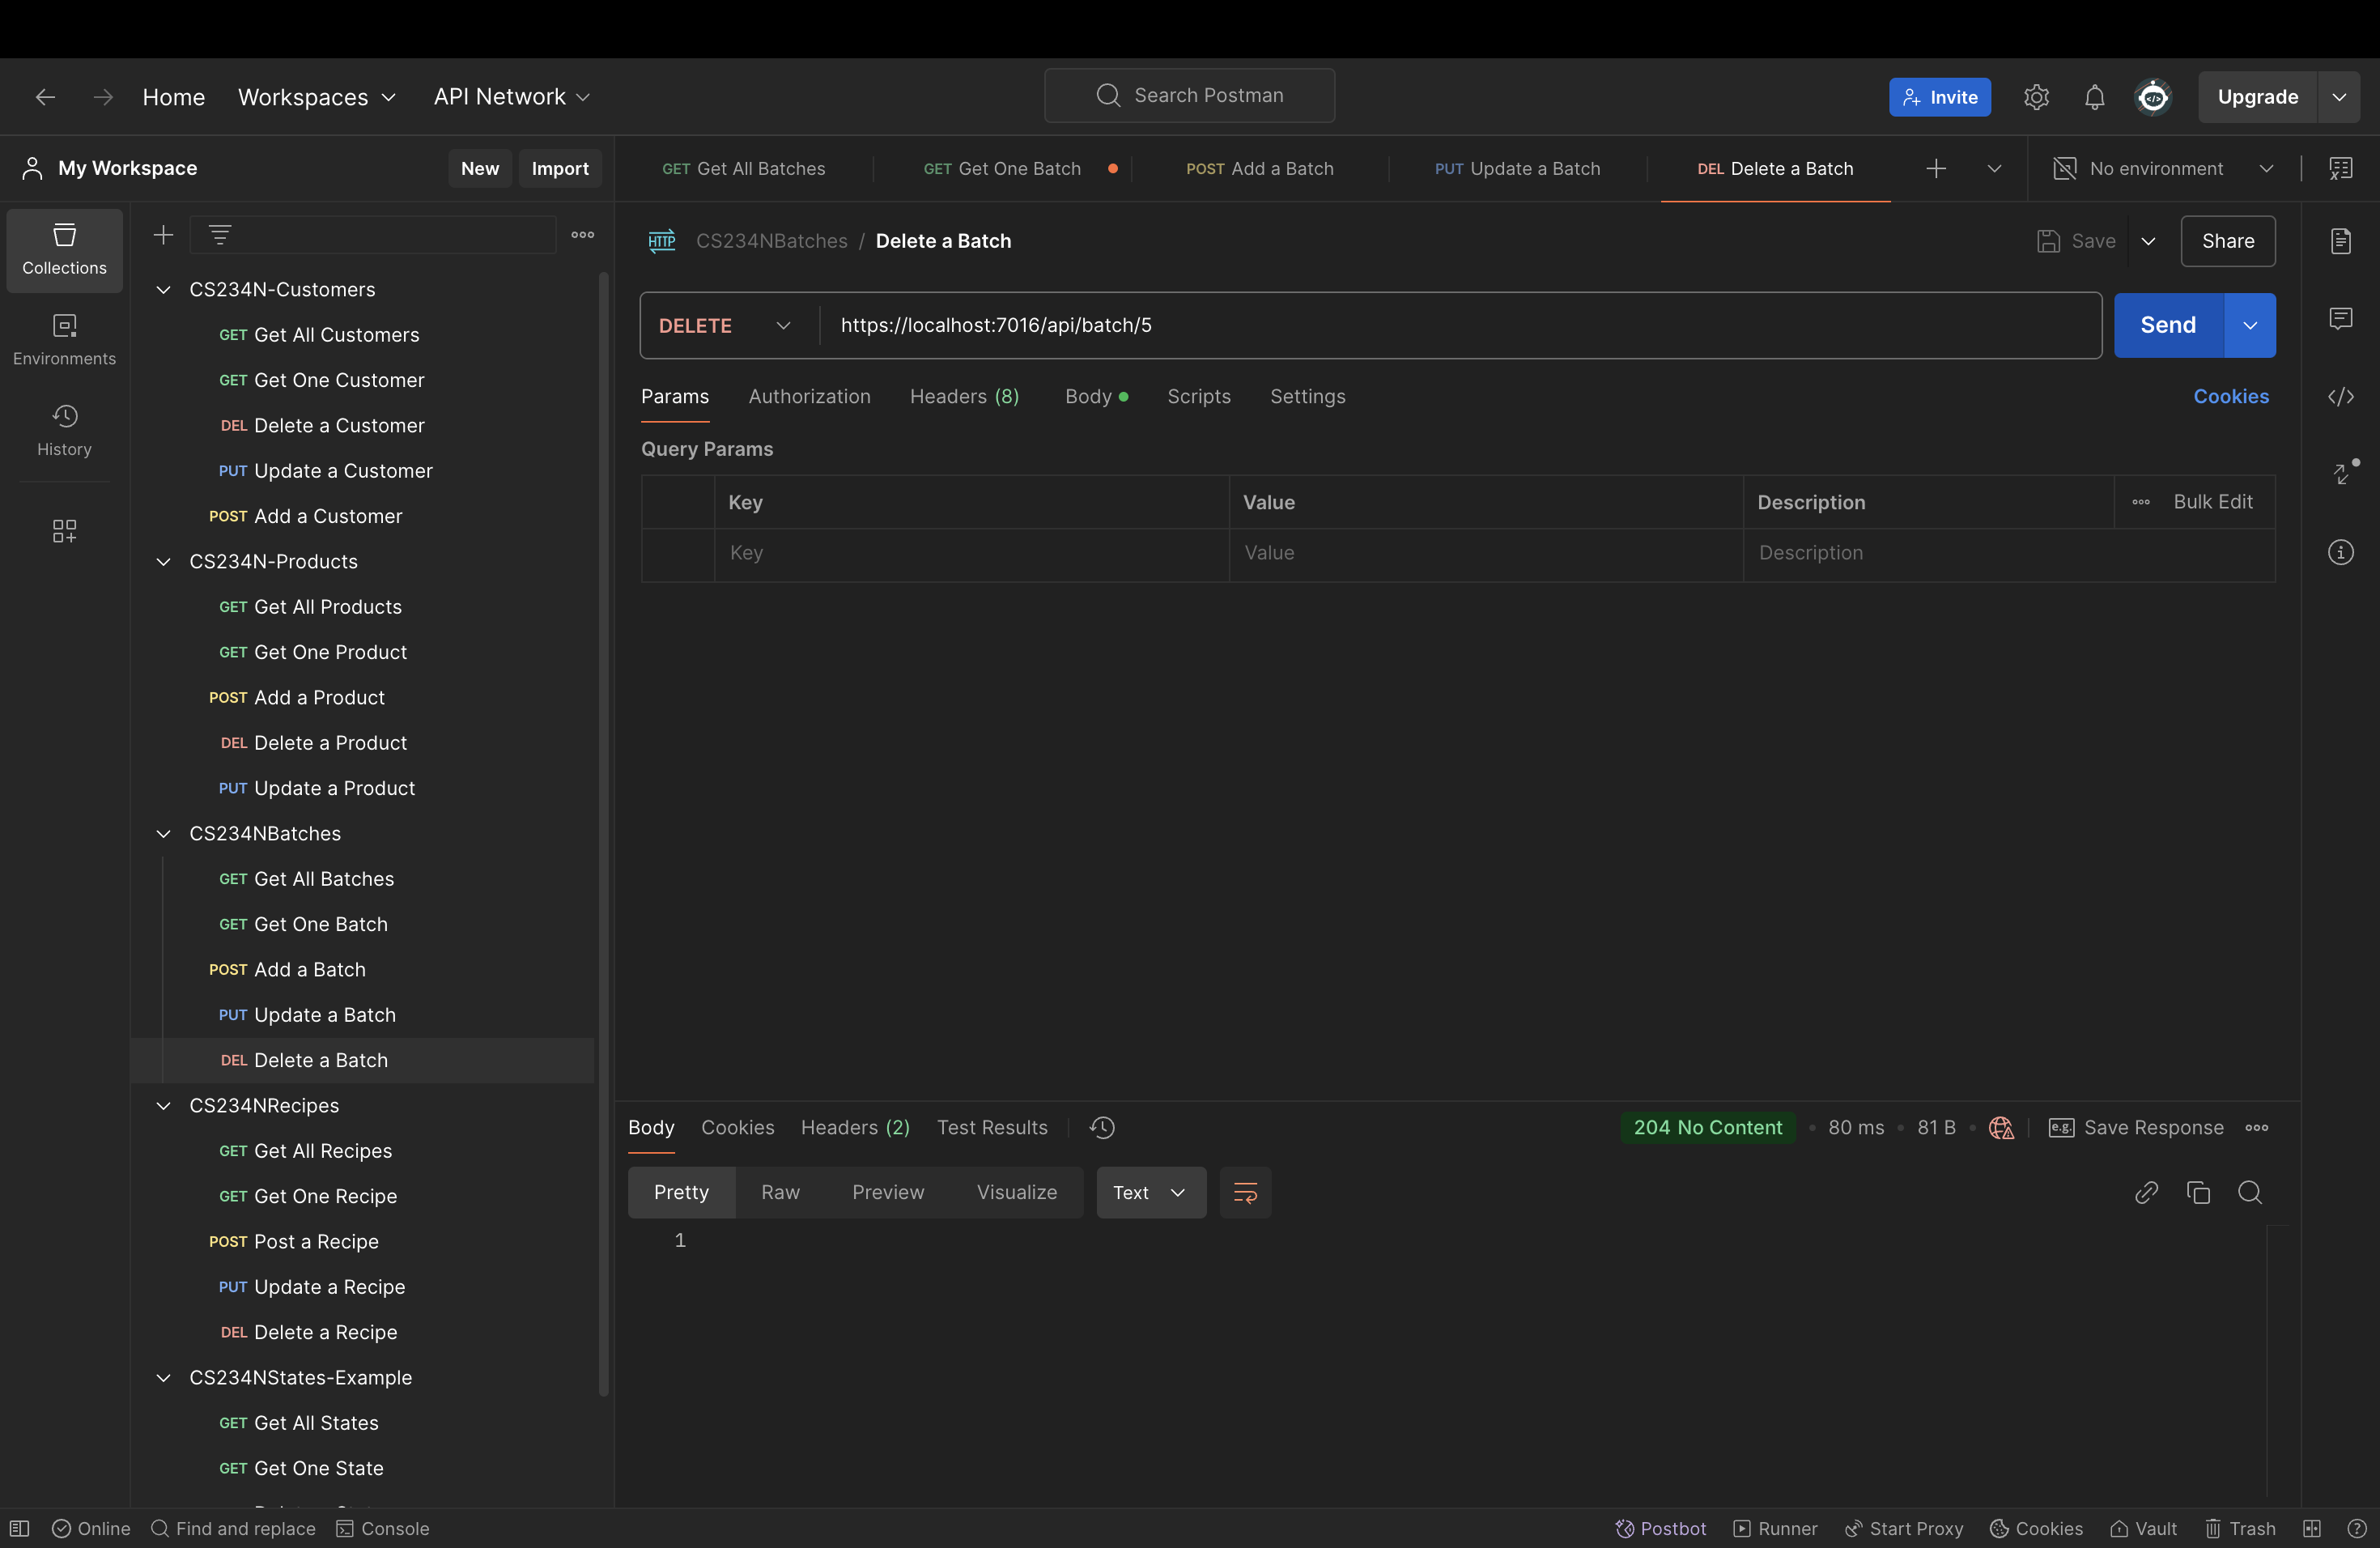 Home Workspaces API Network Search Postman Invite Upgrade
My Workspace New Import
GET Get All Batches GET Get One Batch POST Add a Batch PUT Update a Batch DEL Delete a Batch No environment
Collections
Environments
History
CS234N-Customers
GET Get All Customers
GET Get One Customer
DEL Delete a Customer
PUT Update a Customer
POST Add a Customer
CS234N-Products
GET Get All Products
GET Get One Product
POST Add a Product
DEL Delete a Product
PUT Update a Product
CS234NBatches
GET Get All Batches
GET Get One Batch
POST Add a Batch
PUT Update a Batch
DEL Delete a Batch
CS234NRecipes
GET Get All Recipes
GET Get One Recipe
POST Post a Recipe
PUT Update a Recipe
DEL Delete a Recipe
CS234NStates-Example
GET Get All States
GET Get One State
HTTP CS234NBatches / Delete a Batch Save Share
DELETE https://localhost:7016/api/batch/5 Send
Params Authorization Headers (8) Body Scripts Settings Cookies
Query Params
Key Value Description Bulk Edit
Key Value Description
Body Cookies Headers (2) Test Results 204 No Content 80 ms 81 B e.g. Save Response
Pretty Raw Preview Visualize Text
1
Online Find and replace Console Postbot Runner Start Proxy Cookies Vault Trash